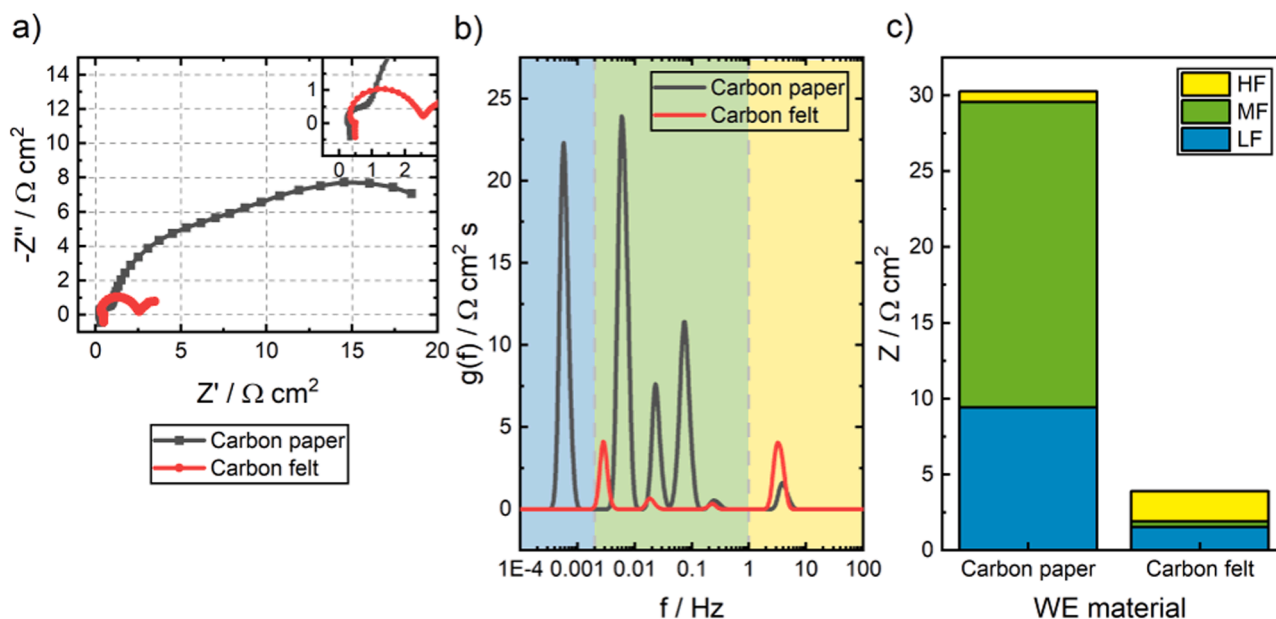 a)
-Z" / Ω cm²
14
12
10
8
6
4
2
0
0
5
10
15
20
Z' / Ω cm²
1
0
0
1
2
Carbon paper
Carbon felt
b)
g(f) / Ω cm² s
25
20
15
10
5
0
1E-4
0.001
0.01
0.1
1
10
100
f / Hz
Carbon paper
Carbon felt
c)
Z / Ω cm²
30
25
20
15
10
5
0
HF
MF
LF
Carbon paper
Carbon felt
WE material